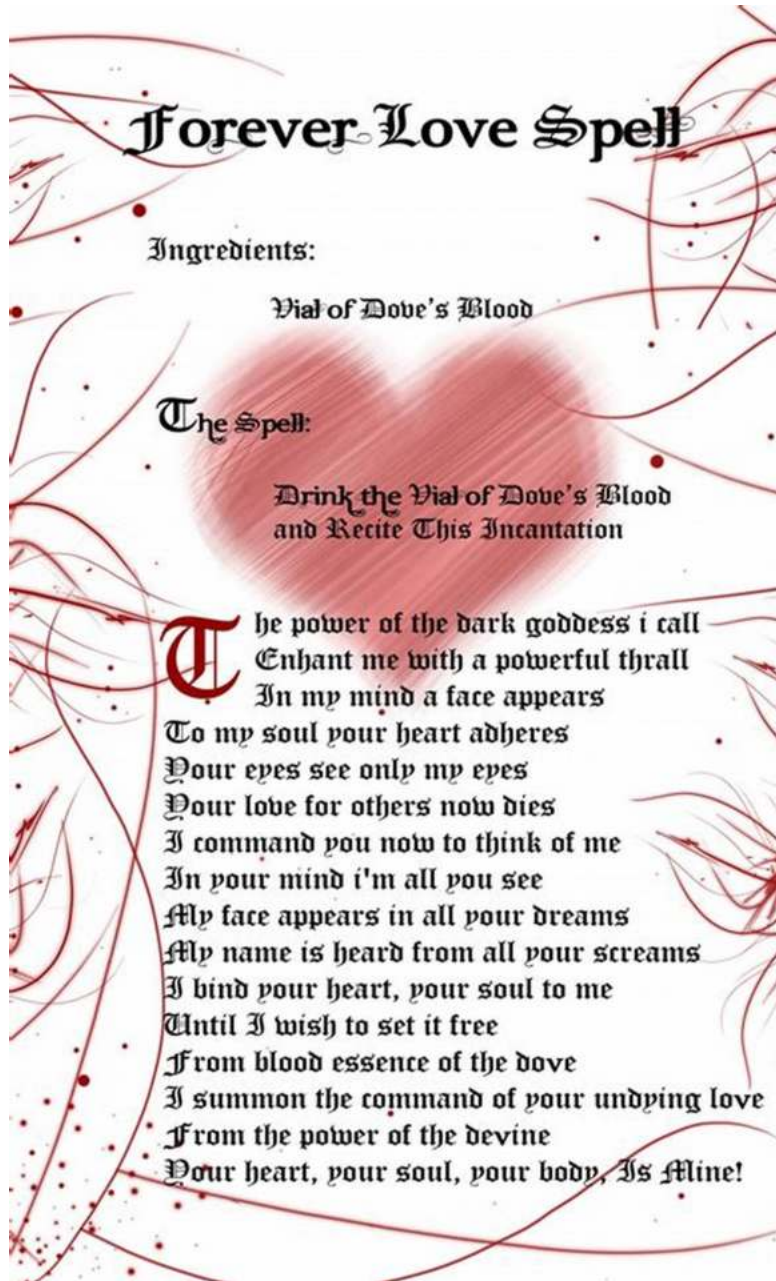 Forever Love Spell
Ingredients:
Vial of Dove's Blood
The Spell:
Drink the Vial of Dove's Blood
and Recite This Incantation
The power of the dark goddess i call
Enhant me with a powerful thrall
In my mind a face appears
To my soul your heart adheres
Your eyes see only my eyes
Your love for others now dies
I command you now to think of me
In your mind i'm all you see
My face appears in all your dreams
My name is heard from all your screams
I bind your heart, your soul to me
Until I wish to set it free
From blood essence of the dove
I summon the command of your undying love
From the power of the devine
Your heart, your soul, your body, Is Mine!